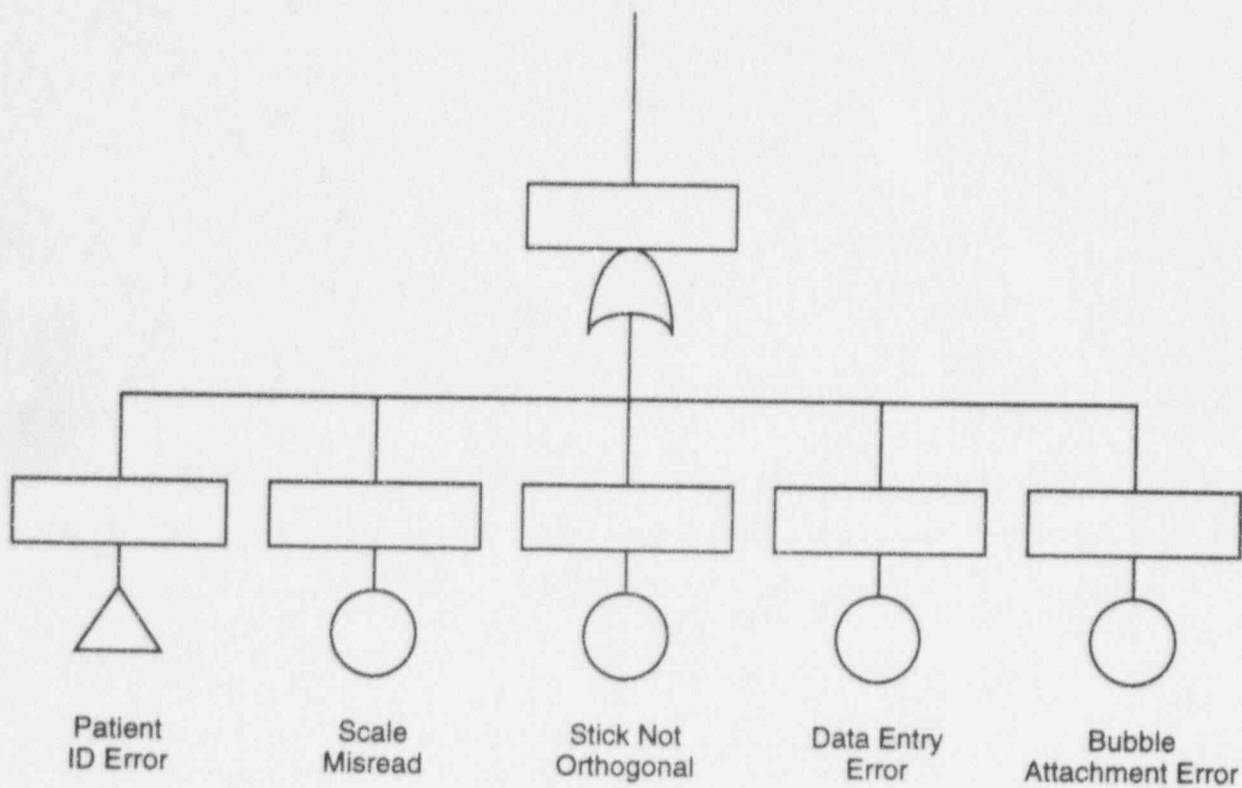 Patient
ID Error
Scale
Misread
Stick Not
Orthogonal
Data Entry
Error
Bubble
Attachment Error